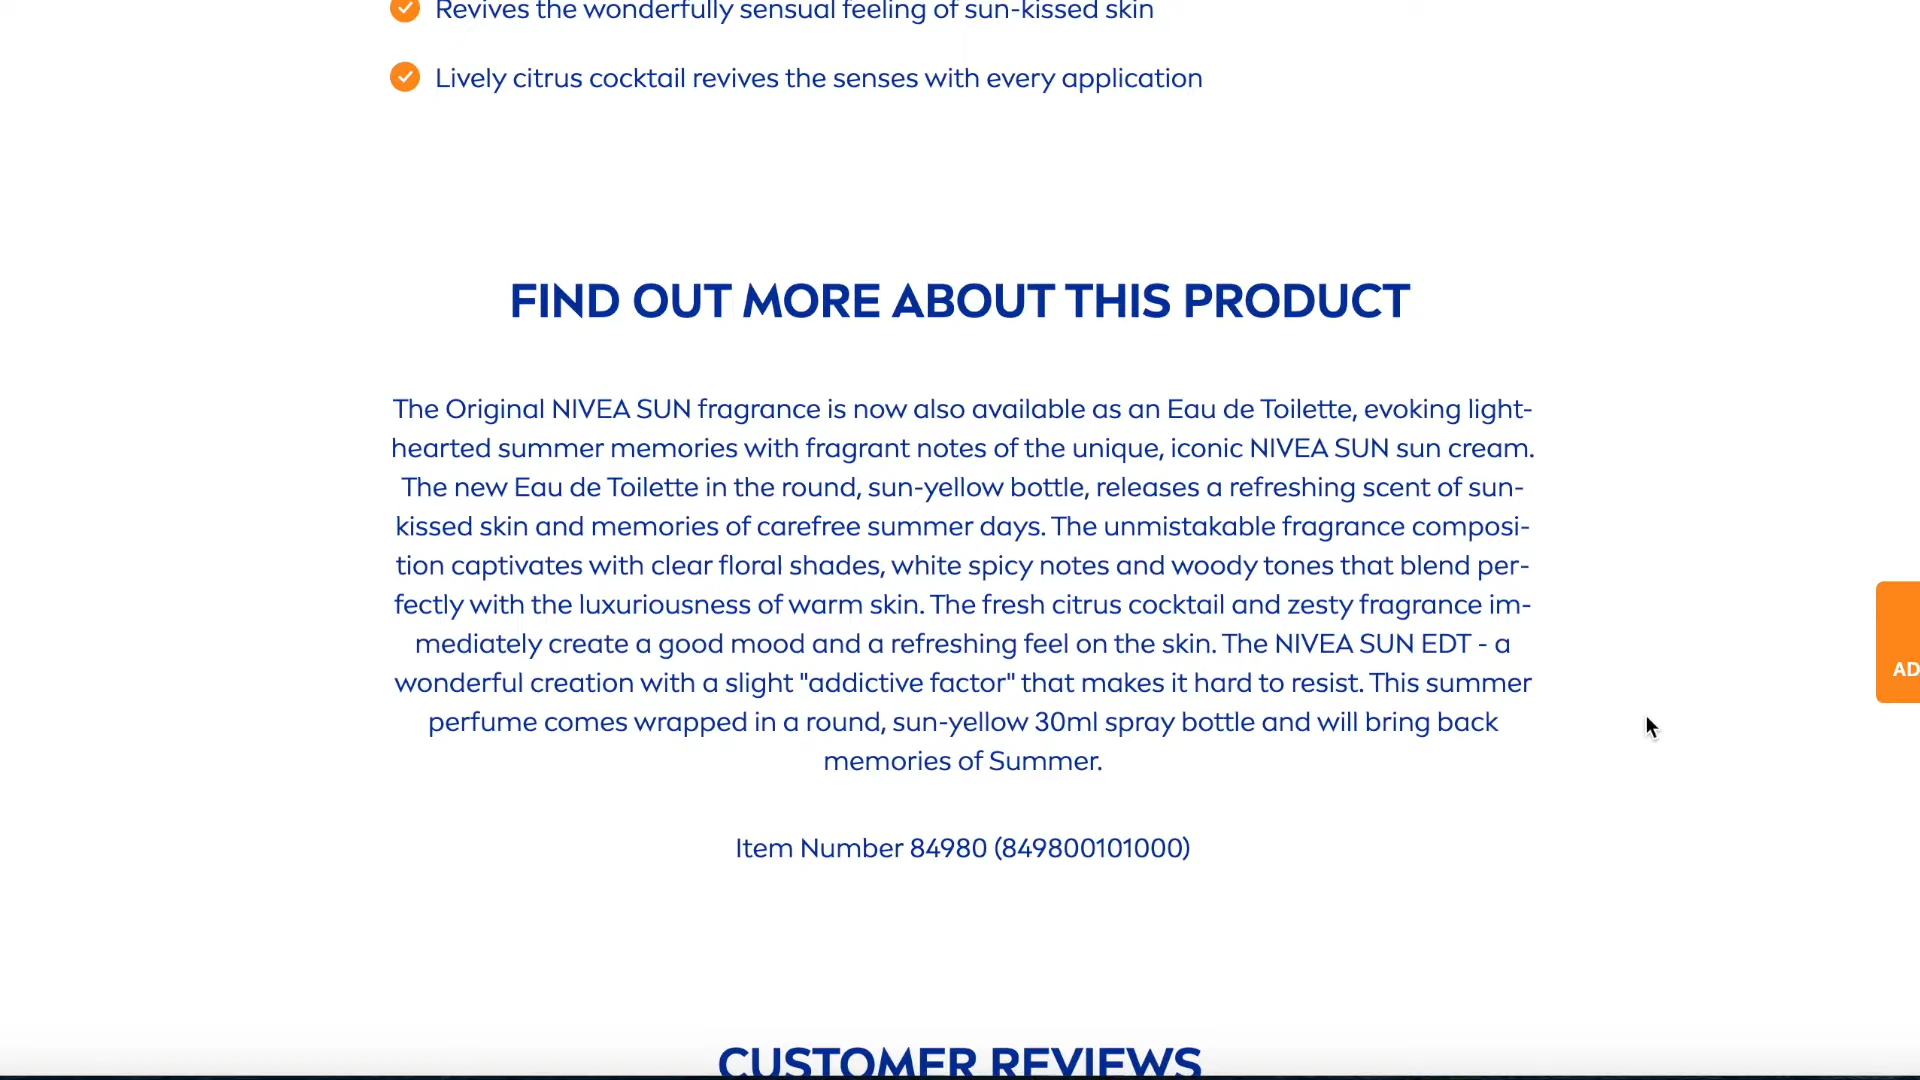 Revives the wonderfully sensual feeling of sun-kissed skin
Lively citrus cocktail revives the senses with every application
FIND OUT MORE ABOUT THIS PRODUCT
The Original NIVEA SUN fragrance is now also available as an Eau de Toilette, evoking light-
hearted summer memories with fragrant notes of the unique, iconic NIVEA SUN sun cream.
The new Eau de Toilette in the round, sun-yellow bottle, releases a refreshing scent of sun-
kissed skin and memories of carefree summer days. The unmistakable fragrance composi-
tion captivates with clear floral shades, white spicy notes and woody tones that blend per-
fectly with the luxuriousness of warm skin. The fresh citrus cocktail and zesty fragrance im-
mediately create a good mood and a refreshing feel on the skin. The NIVEA SUN EDT - a
wonderful creation with a slight "addictive factor" that makes it hard to resist. This summer
perfume comes wrapped in a round, sun-yellow 30ml spray bottle and will bring back
memories of Summer.
AD
Item Number 84980 (849800101000)
CUSTOMER REVIEWS